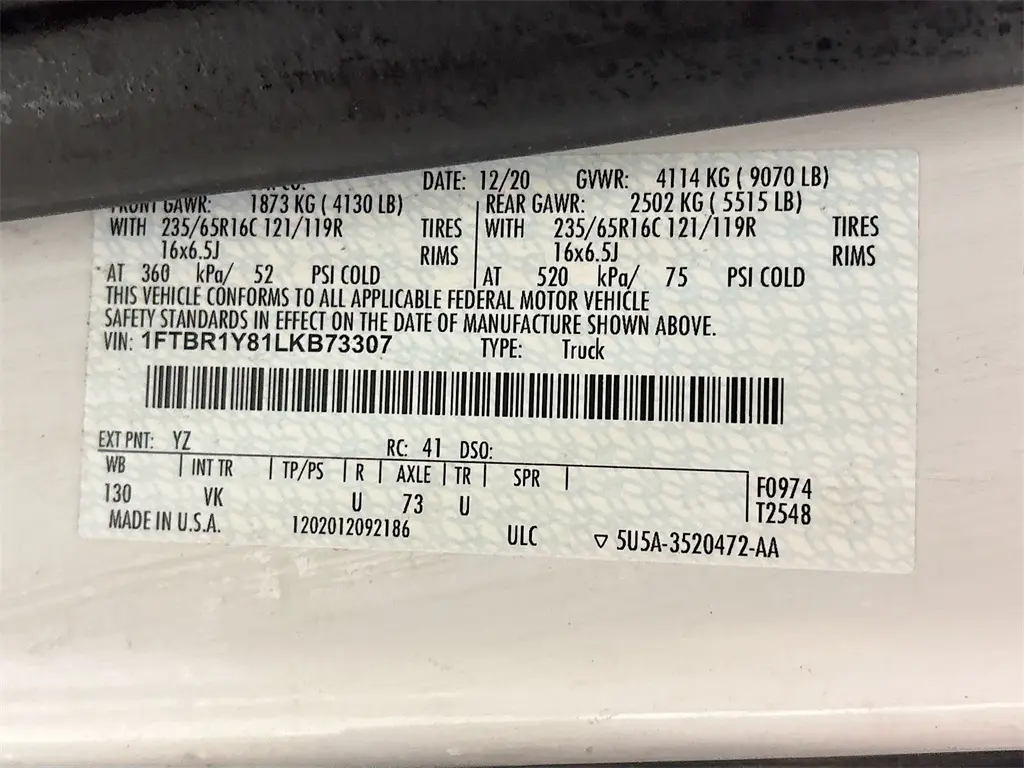 DATE: 12/20 GVWR: 4114 KG ( 9070 LB)
FRONT GAWR: 1873 KG ( 4130 LB) REAR GAWR: 2502 KG ( 5515 LB)
WITH 235/65R16C 121/119R TIRES WITH 235/65R16C 121/119R TIRES
16x6.5J RIMS 16x6.5J RIMS
AT 360 kPa/ 52 PSI COLD AT 520 kPa/ 75 PSI COLD
THIS VEHICLE CONFORMS TO ALL APPLICABLE FEDERAL MOTOR VEHICLE
SAFETY STANDARDS IN EFFECT ON THE DATE OF MANUFACTURE SHOWN ABOVE.
VIN: 1FTBR1Y81LKB73307 TYPE: Truck
EXT PNT: YZ RC: 41 DSO:
WB INT TR TP/PS R AXLE TR SPR F0974
130 VK U 73 U T2548
MADE IN U.S.A. 1202012092186 ULC ▽ 5U5A-3520472-AA